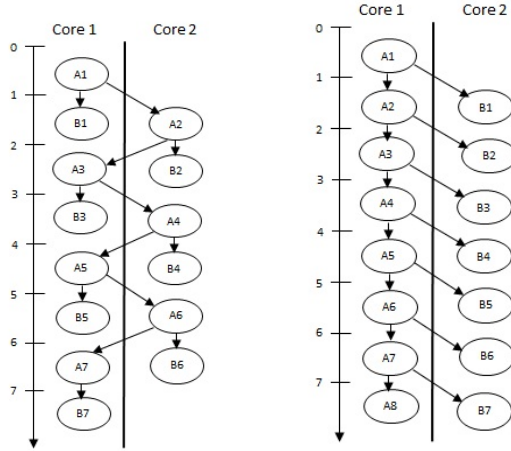 Core 1 Core 2
0
A1
1
B1 A2
2
A3 B2
3
B3 A4
4
A5 B4
5
B5 A6
6
A7 B6
7
B7
Core 1 Core 2
0
A1
1
A2 B1
2
A3 B2
3
A4 B3
4
A5 B4
5
A6 B5
6
A7 B6
7
A8 B7